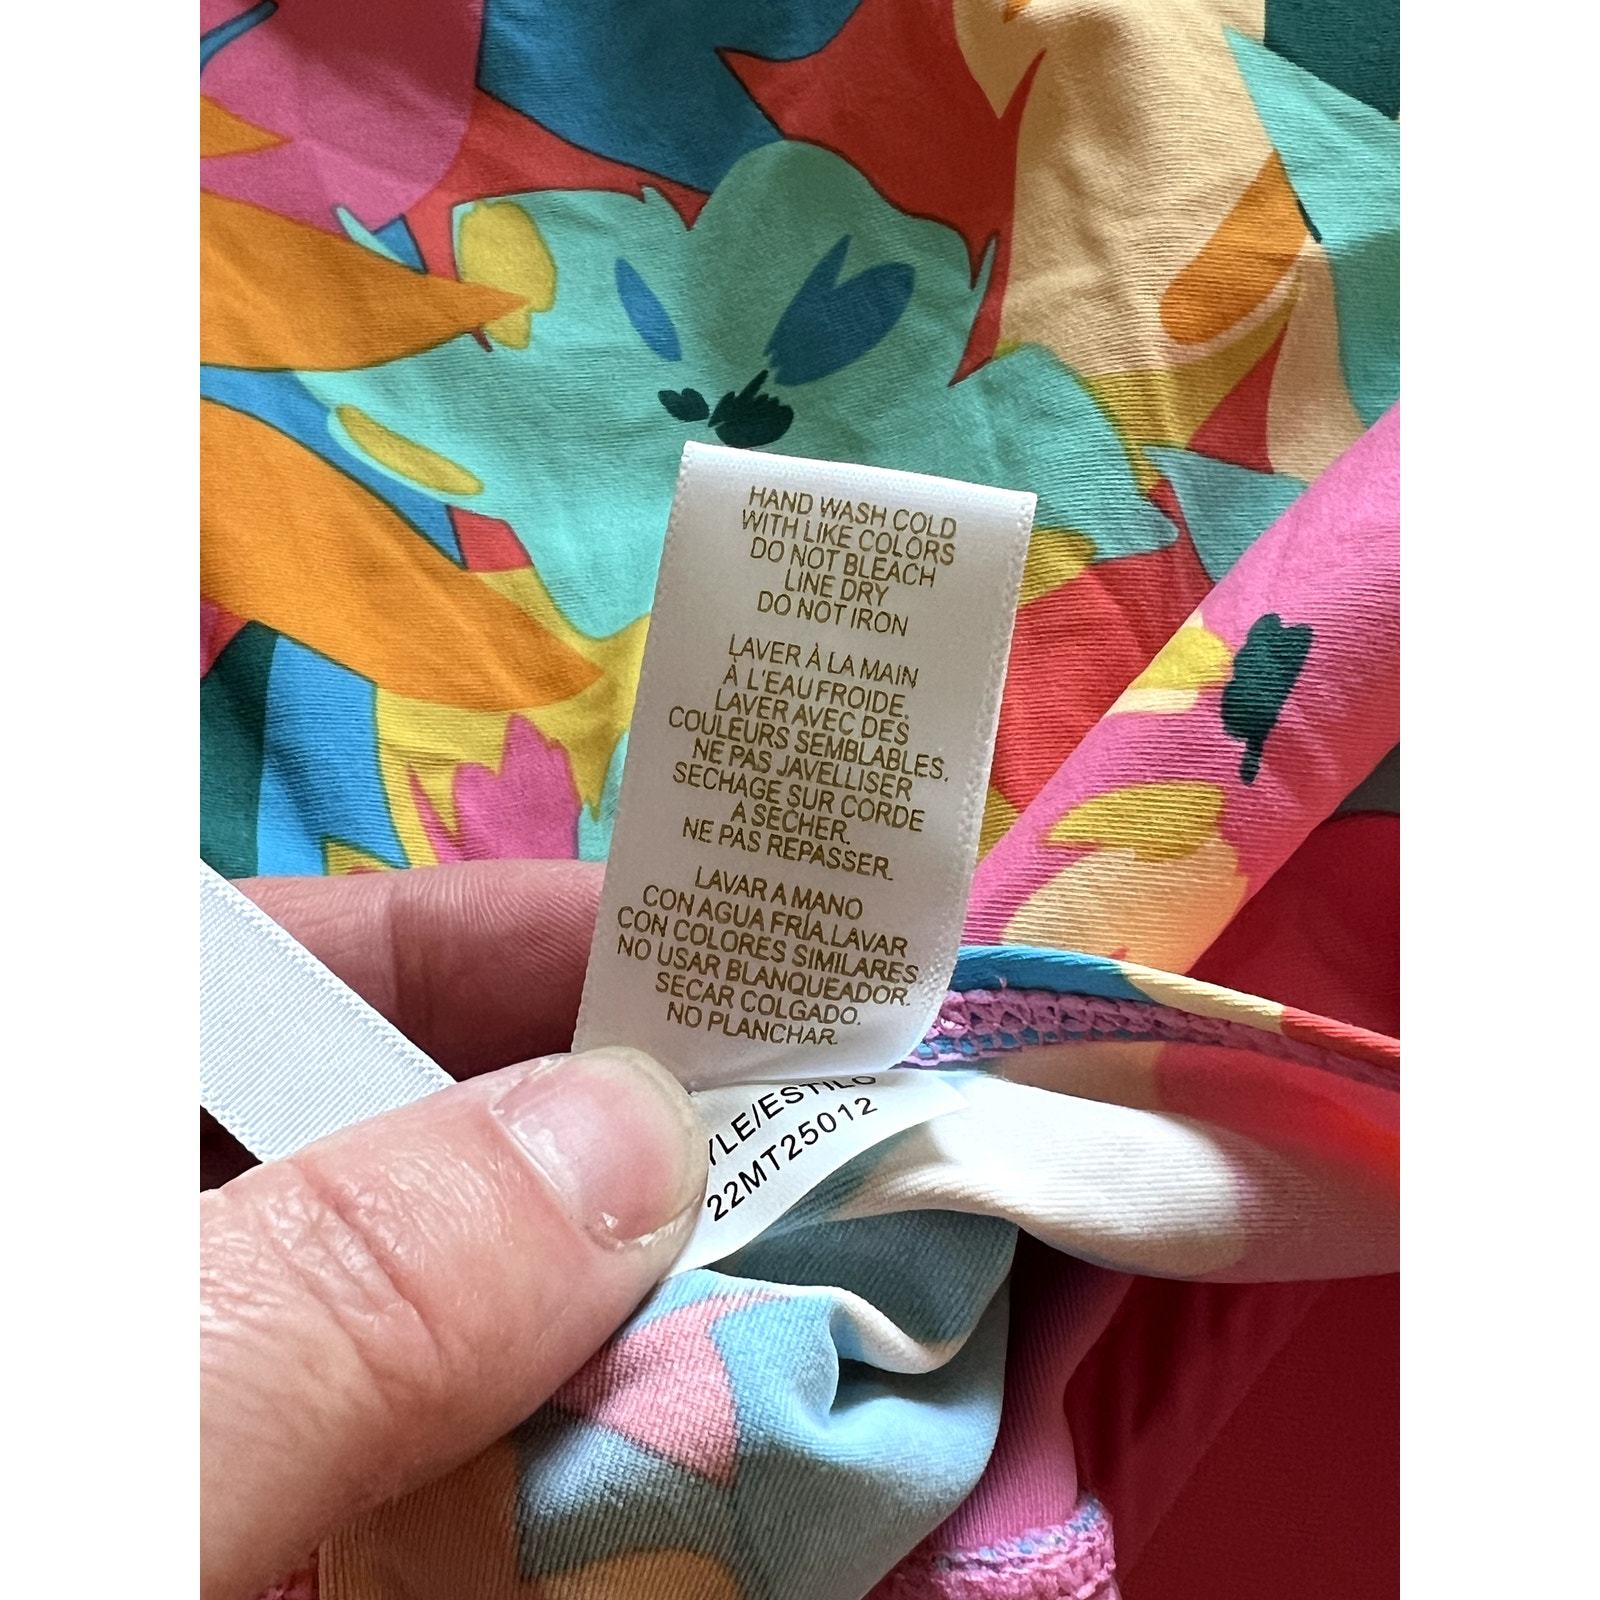 HAND WASH COLD
WITH LIKE COLORS
DO NOT BLEACH
LINE DRY
DO NOT IRON
LAVER À LA MAIN
À L'EAU FROIDE.
LAVER AVEC DES
COULEURS SEMBLABLES.
NE PAS JAVELLISER
SECHAGE SUR CORDE
A SECHER.
NE PAS REPASSER.
LAVAR A MANO
CON AGUA FRÍA.LAVAR
CON COLORES SIMILARES
NO USAR BLANQUEADOR.
SECAR COLGADO.
NO PLANCHAR.
YLE/ESTILO
22MT25012